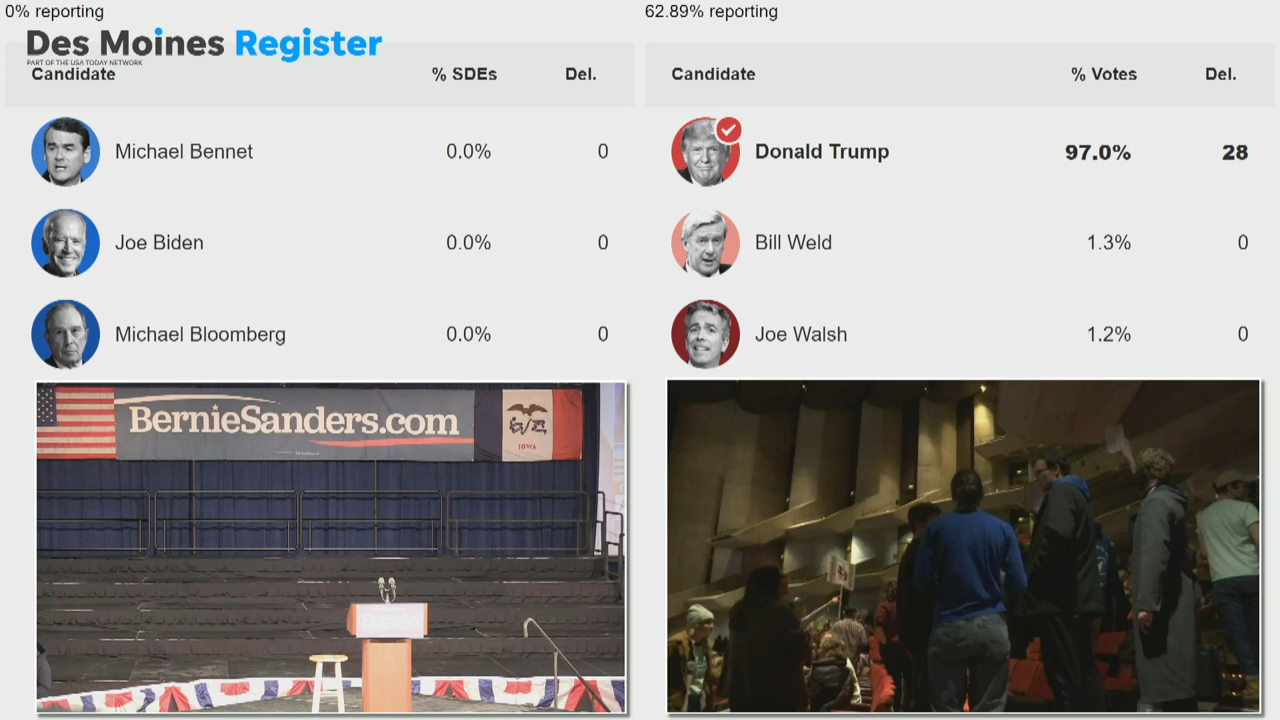 0% reporting
Des Moines Register
PART OF THE USA TODAY NETWORK
Candidate % SDEs Del.
Michael Bennet 0.0% 0
Joe Biden 0.0% 0
Michael Bloomberg 0.0% 0
62.89% reporting
Candidate % Votes Del.
Donald Trump 97.0% 28
Bill Weld 1.3% 0
Joe Walsh 1.2% 0
BernieSanders.com
IOWA
Bernie